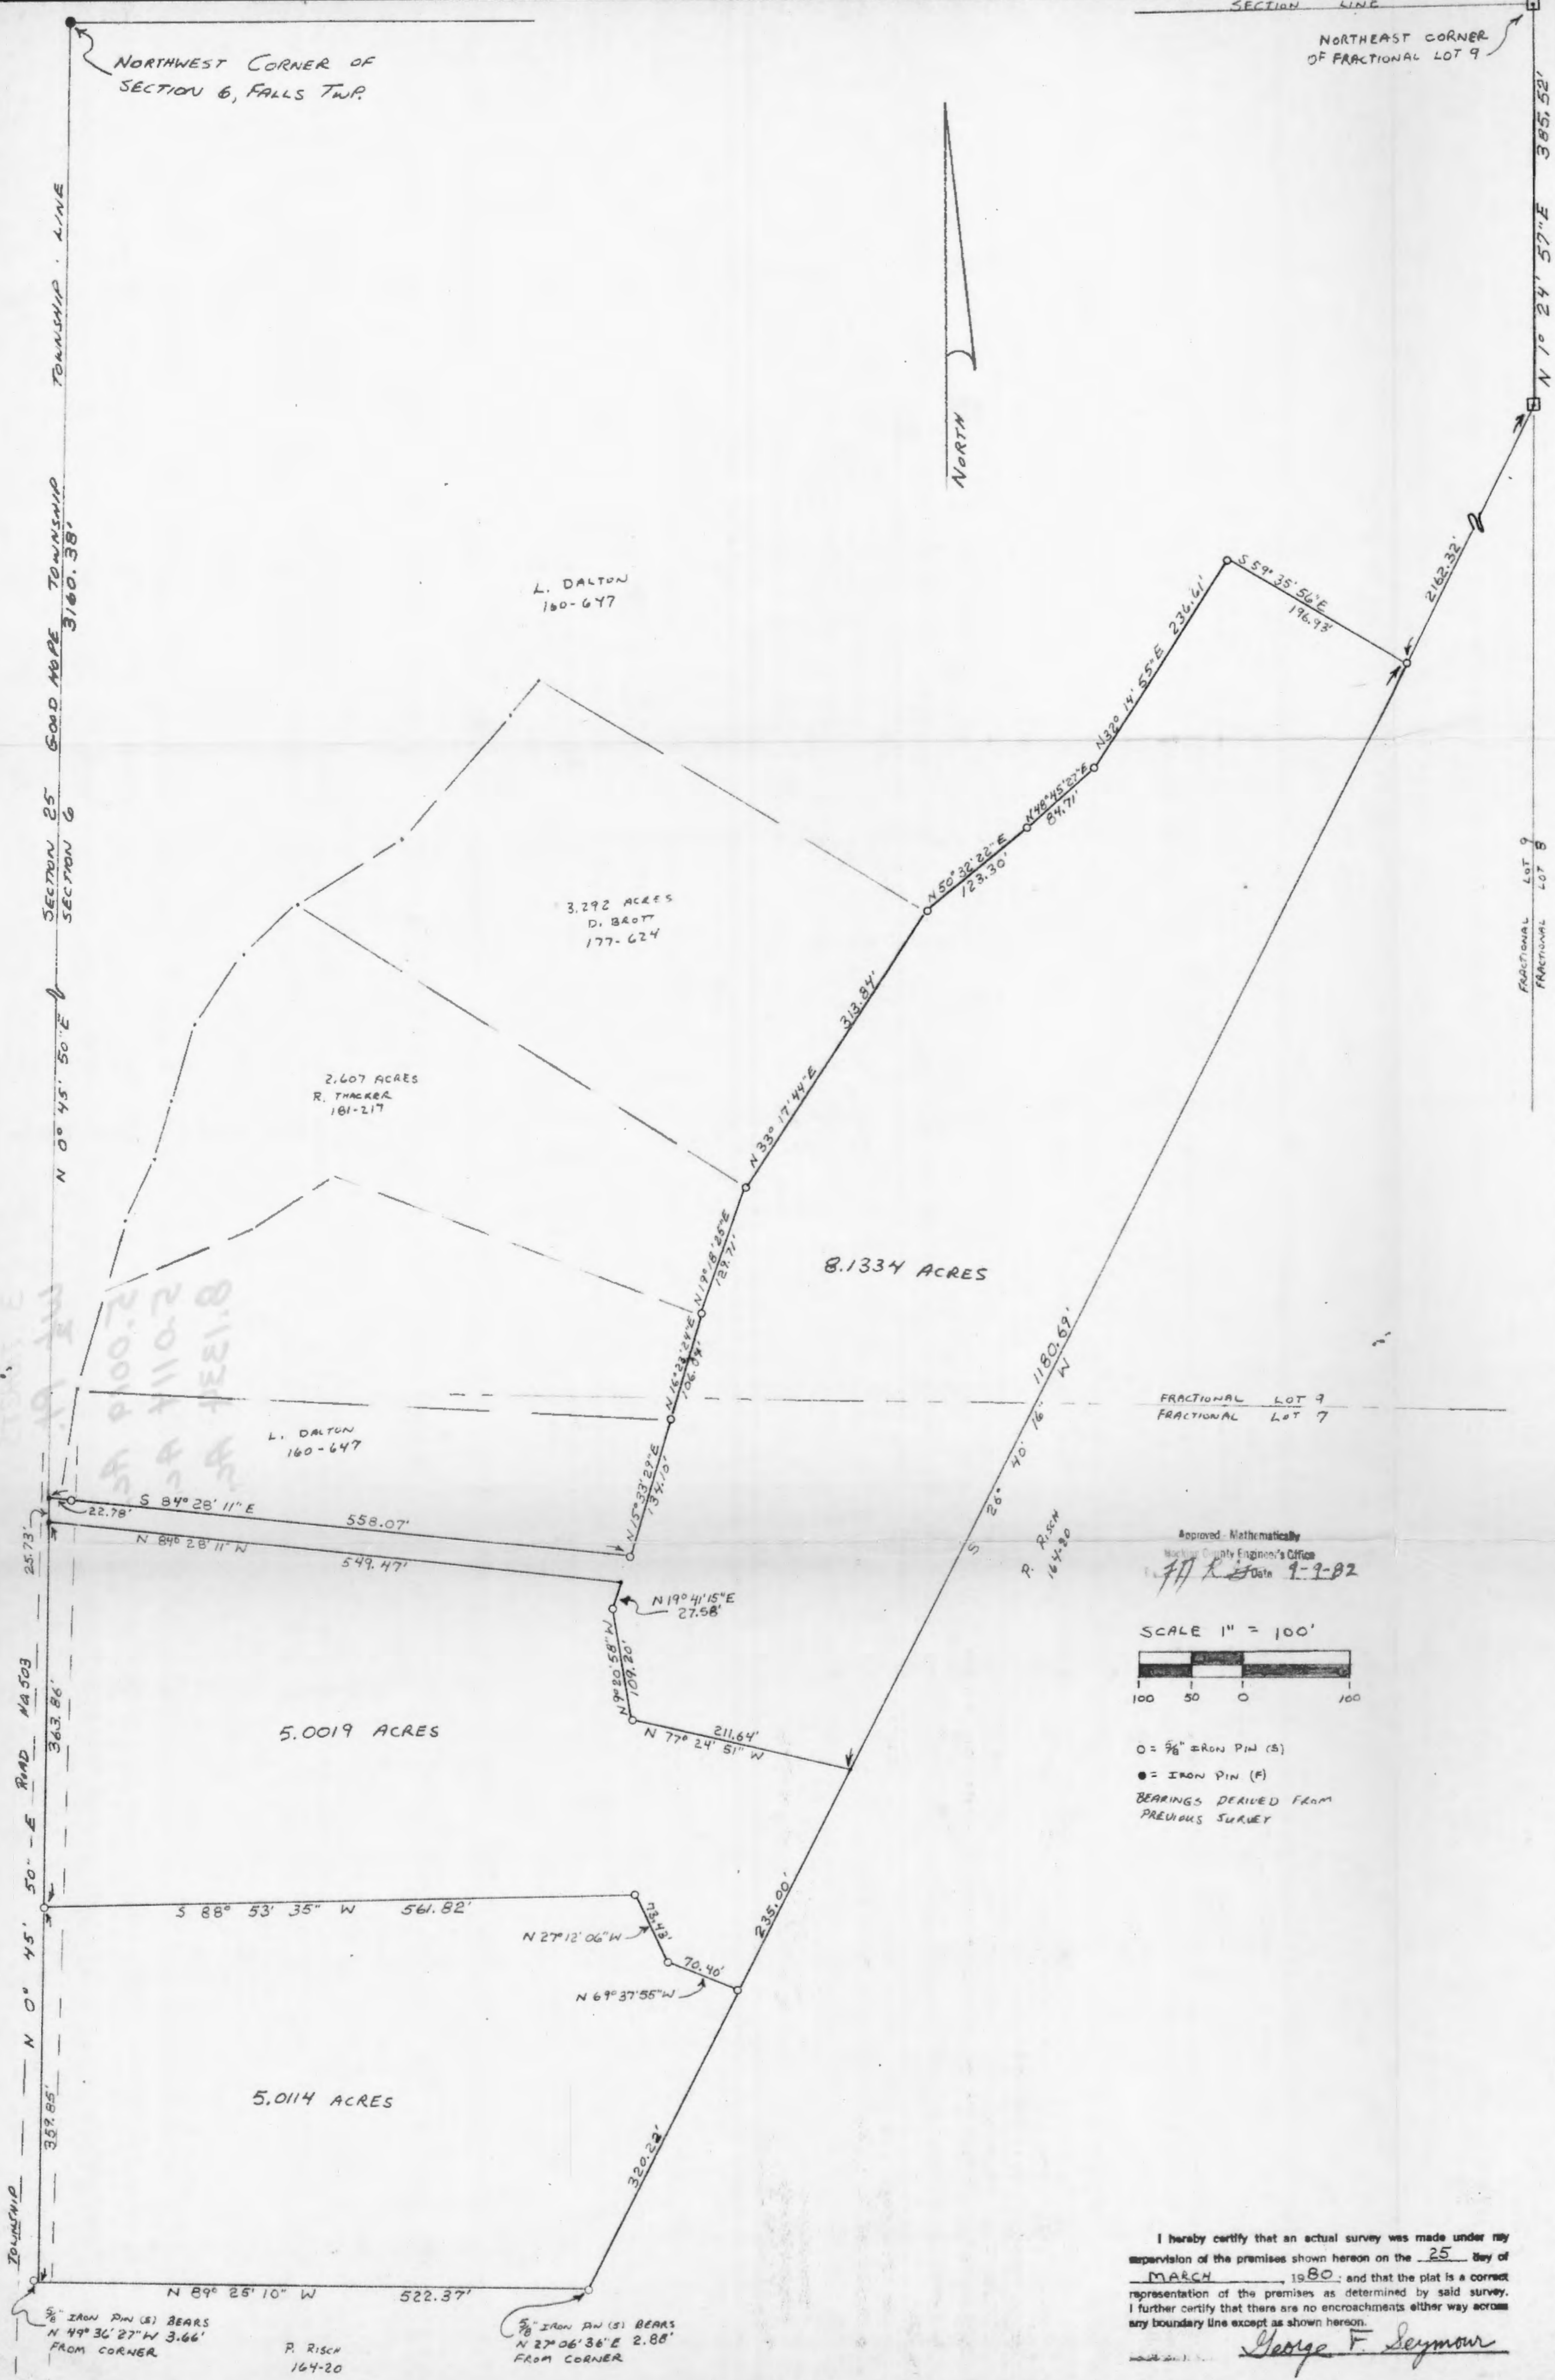 SECTION LINE
NORTHWEST CORNER OF
SECTION 6, FALLS TWP.
NORTHEAST CORNER
OF FRACTIONAL LOT 9
N 1° 24' 57" E 385.52'
TOWNSHIP LINE
GOOD HOPE TOWNSHIP
3160.38'
SECTION 25
SECTION 6
N 0° 45' 50" E
NORTH
L. DALTON
160-647
S 59° 35' 56" E
196.93'
2162.32'
N 32° 14' 55" E 236.61'
N 48° 45' 27" E
84.71'
N 50° 32' 22" E
123.30'
3.292 ACRES
D. BROTT
177-624
FRACTIONAL LOT 9
FRACTIONAL LOT 8
N 33° 17' 44" E 313.84'
2.607 ACRES
R. THACKER
181-217
N 19° 18' 25" E
129.71'
8.1334 ACRES
N 16° 23' 24" E
106.04'
1180.69'
S 26° 40' 16" W
FRACTIONAL LOT 9
FRACTIONAL LOT 7
L. DALTON
160-647
N 15° 33' 29" E
134.10'
S 84° 28' 11" E 558.07'
22.78'
25.73'
N 84° 28' 11" W 549.47'
P. RISCH
164-20
Approved - Mathematically
County Engineer's Office
Date 9-9-82
N 19° 41' 15" E
27.58'
N 9° 20' 58" W
109.20'
SCALE 1" = 100'
100 50 0 100
211.64'
N 77° 24' 51" W
5.0019 ACRES
363.86'
ROAD NO. 503
O = 5/8" IRON PIN (S)
● = IRON PIN (F)
BEARINGS DERIVED FROM
PREVIOUS SURVEY
S 88° 53' 35" W 561.82'
73.43'
N 27° 12' 06" W
70.40'
N 69° 37' 55" W
235.00'
TOWNSHIP N 0° 45' 50" E
5.0114 ACRES
359.85'
320.22'
N 89° 25' 10" W 522.37'
5/8" IRON PIN (S) BEARS
N 49° 36' 27" W 3.66'
FROM CORNER
P. RISCH
164-20
5/8" IRON PIN (S) BEARS
N 27° 06' 36" E 2.88'
FROM CORNER
I hereby certify that an actual survey was made under my
supervision of the premises shown hereon on the 25 day of
MARCH, 1980; and that the plat is a correct
representation of the premises as determined by said survey.
I further certify that there are no encroachments either way across
any boundary line except as shown hereon.
George F. Seymour